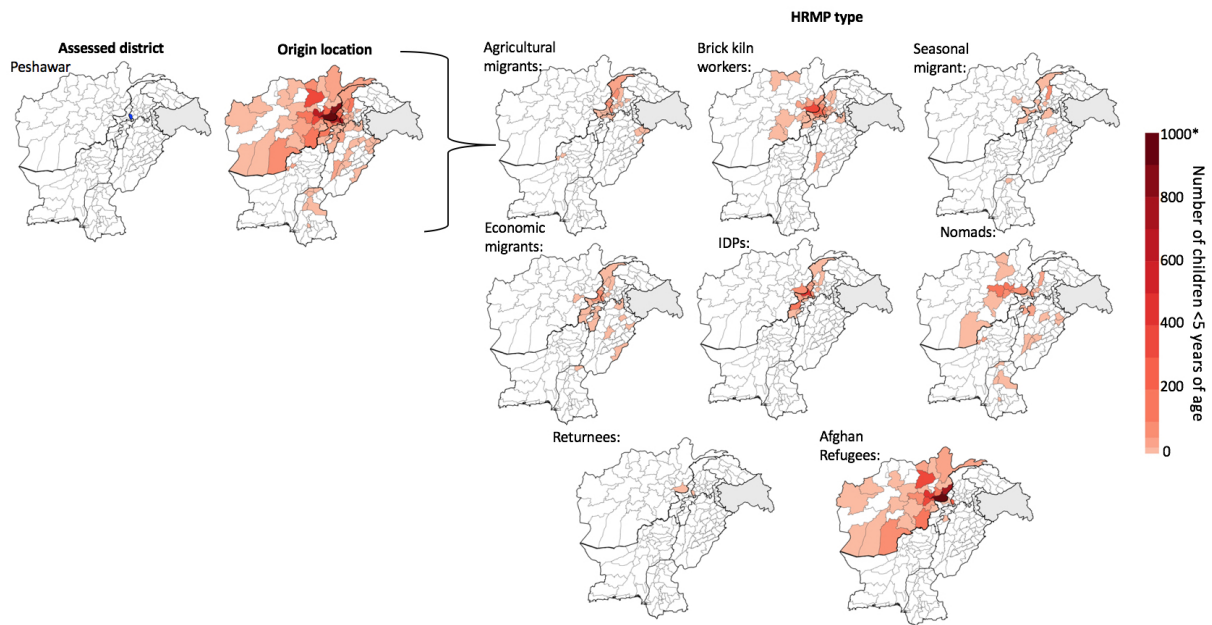 HRMP type
Assessed district
Origin location
Peshawar
Agricultural
migrants:
Brick kiln
workers:
Seasonal
migrant:
Economic
migrants:
IDPs:
Nomads:
Returnees:
Afghan
Refugees:
1000*
800
600
400
200
0
Number of children <5 years of age